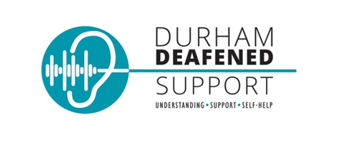 DURHAM
DEAFENED
SUPPORT
UNDERSTANDING • SUPPORT • SELF-HELP